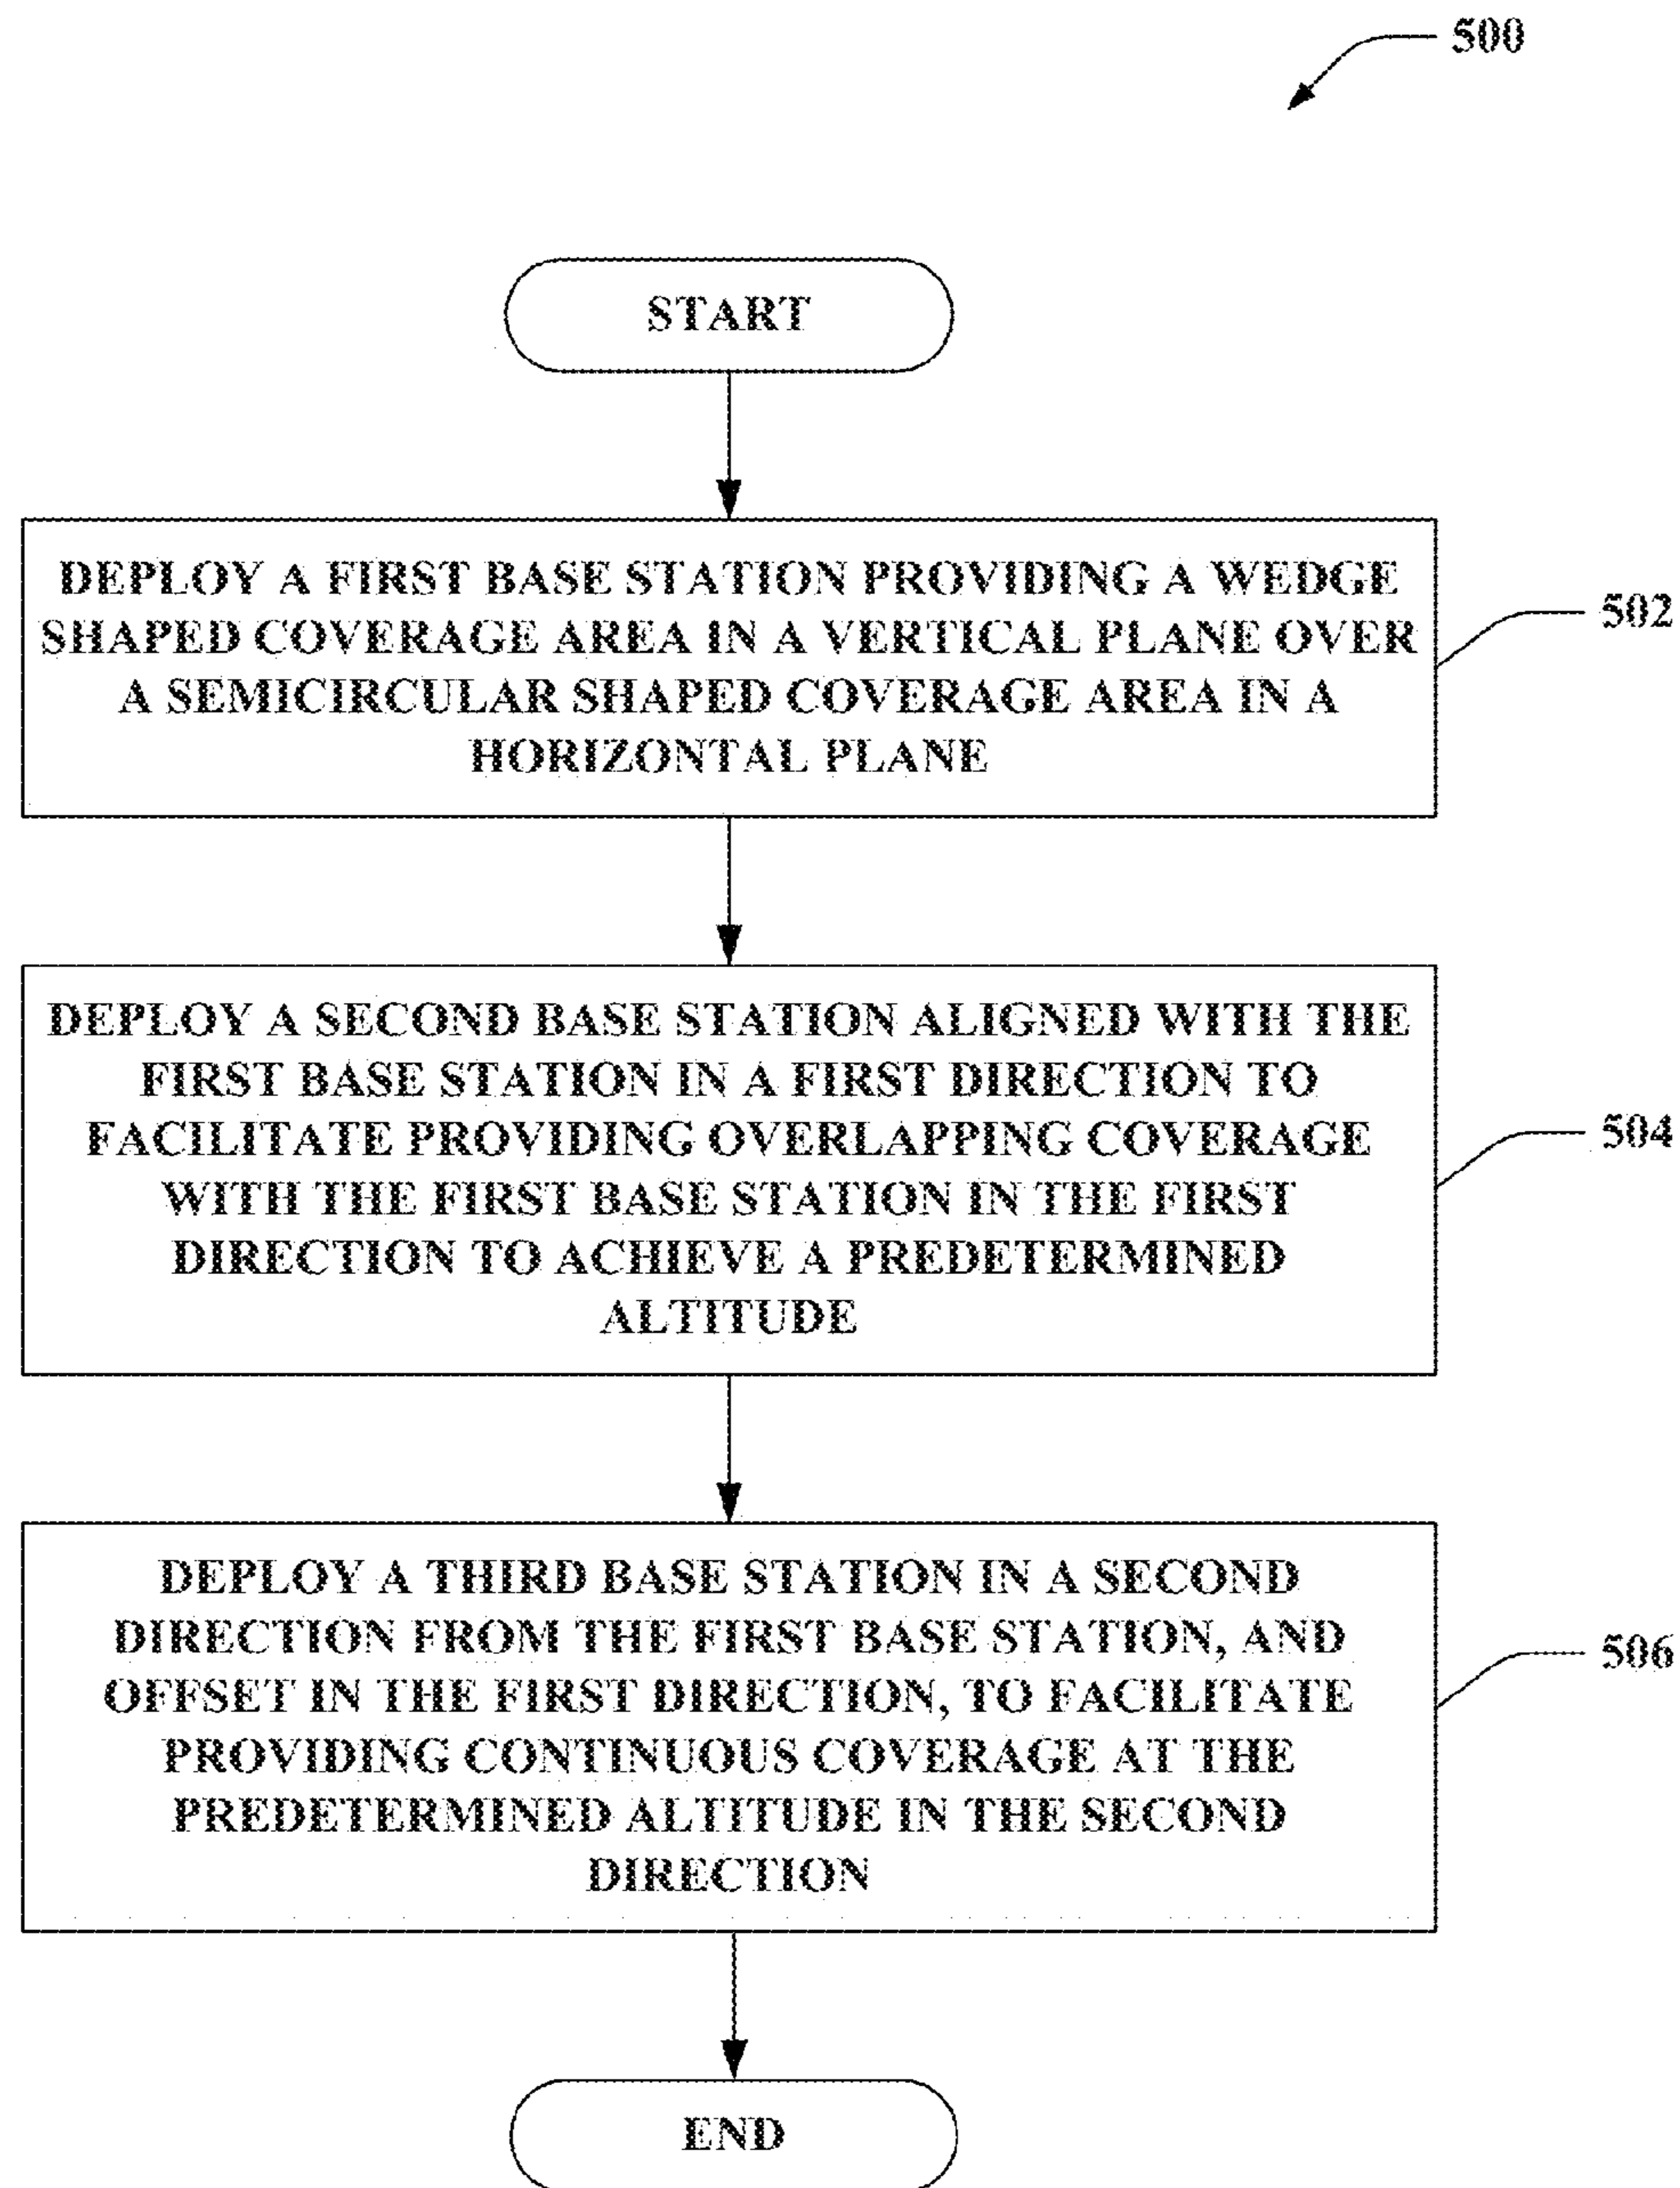 500
START
DEPLOY A FIRST BASE STATION PROVIDING A WEDGE
SHAPED COVERAGE AREA IN A VERTICAL PLANE OVER
A SEMICIRCULAR SHAPED COVERAGE AREA IN A
HORIZONTAL PLANE
502
DEPLOY A SECOND BASE STATION ALIGNED WITH THE
FIRST BASE STATION IN A FIRST DIRECTION TO
FACILITATE PROVIDING OVERLAPPING COVERAGE
WITH THE FIRST BASE STATION IN THE FIRST
DIRECTION TO ACHIEVE A PREDETERMINED
ALTITUDE
504
DEPLOY A THIRD BASE STATION IN A SECOND
DIRECTION FROM THE FIRST BASE STATION, AND
OFFSET IN THE FIRST DIRECTION, TO FACILITATE
PROVIDING CONTINUOUS COVERAGE AT THE
PREDETERMINED ALTITUDE IN THE SECOND
DIRECTION
506
END